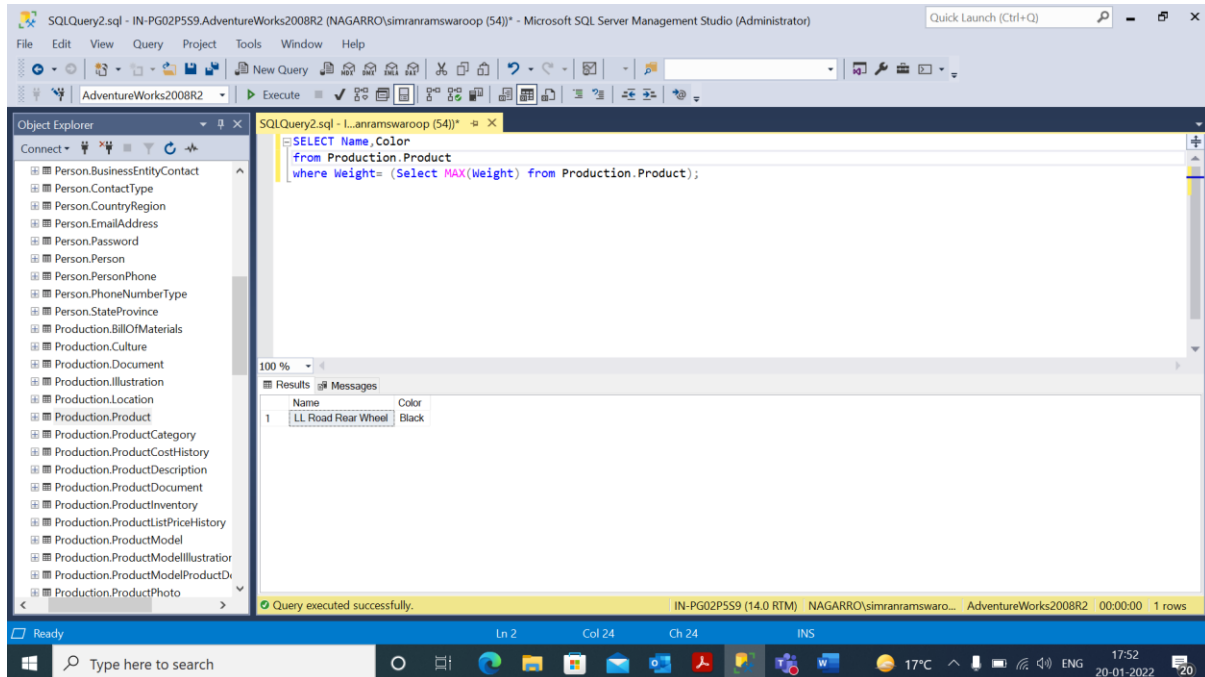 SQLQuery2.sql - IN-PG02P5S9.AdventureWorks2008R2 (NAGARRO\simranramswaroop (54))* - Microsoft SQL Server Management Studio (Administrator)
Quick Launch (Ctrl+Q)
File Edit View Query Project Tools Window Help
New Query MDX DMX XMLA DAX
AdventureWorks2008R2 Execute
Object Explorer
SQLQuery2.sql - I...anramswaroop (54))*
Connect
Person.BusinessEntityContact
Person.ContactType
Person.CountryRegion
Person.EmailAddress
Person.Password
Person.Person
Person.PersonPhone
Person.PhoneNumberType
Person.StateProvince
Production.BillOfMaterials
Production.Culture
Production.Document
Production.Illustration
Production.Location
Production.Product
Production.ProductCategory
Production.ProductCostHistory
Production.ProductDescription
Production.ProductDocument
Production.ProductInventory
Production.ProductListPriceHistory
Production.ProductModel
Production.ProductModelIllustration
Production.ProductModelProductDe
Production.ProductPhoto
SELECT Name,Color
from Production.Product
where Weight= (Select MAX(Weight) from Production.Product);
100 %
Results Messages
Name Color
1 LL Road Rear Wheel Black
Query executed successfully. IN-PG02P5S9 (14.0 RTM) NAGARRO\simranramswaro... AdventureWorks2008R2 00:00:00 1 rows
Ready Ln 2 Col 24 Ch 24 INS
Type here to search
17°C ENG
17:52
20-01-2022
20